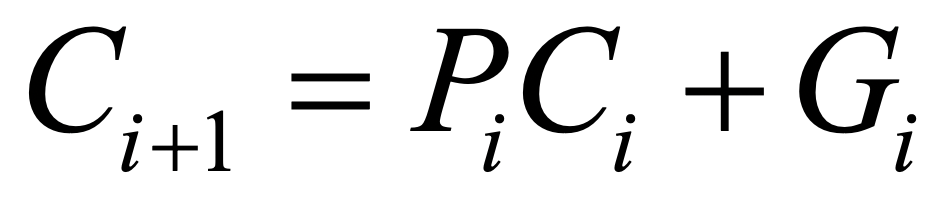 C_{i+1} = P_i C_i + G_i